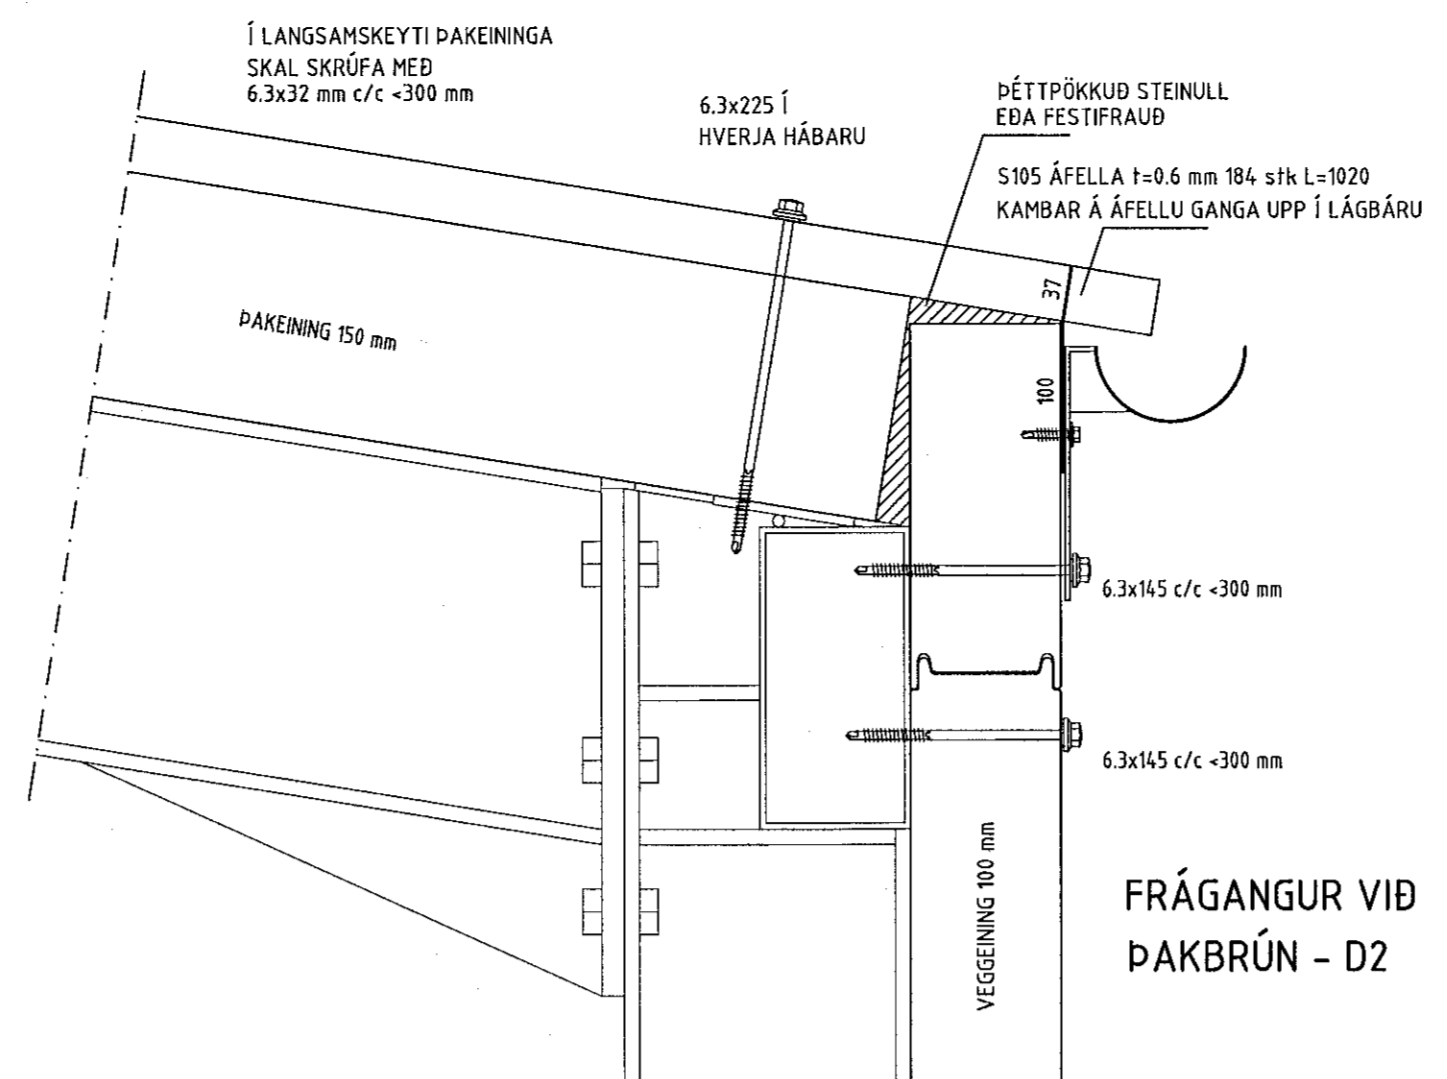 Í LANGSAMSKEYTI ÞAKEININGA
SKAL SKRÚFA MEÐ
6.3x32 mm c/c <300 mm
6.3x225 Í
HVERJA HÁBARU
ÞÉTTPÖKKUÐ STEINULL
EÐA FESTIFRAUÐ
S105 ÁFELLA t=0.6 mm 184 stk L=1020
KAMBAR Á ÁFELLU GANGA UPP Í LÁGBÁRU
37
ÞAKEINING 150 mm
100
6.3x145 c/c <300 mm
6.3x145 c/c <300 mm
VEGGEINING 100 mm
FRÁGANGUR VIÐ
ÞAKBRÚN - D2